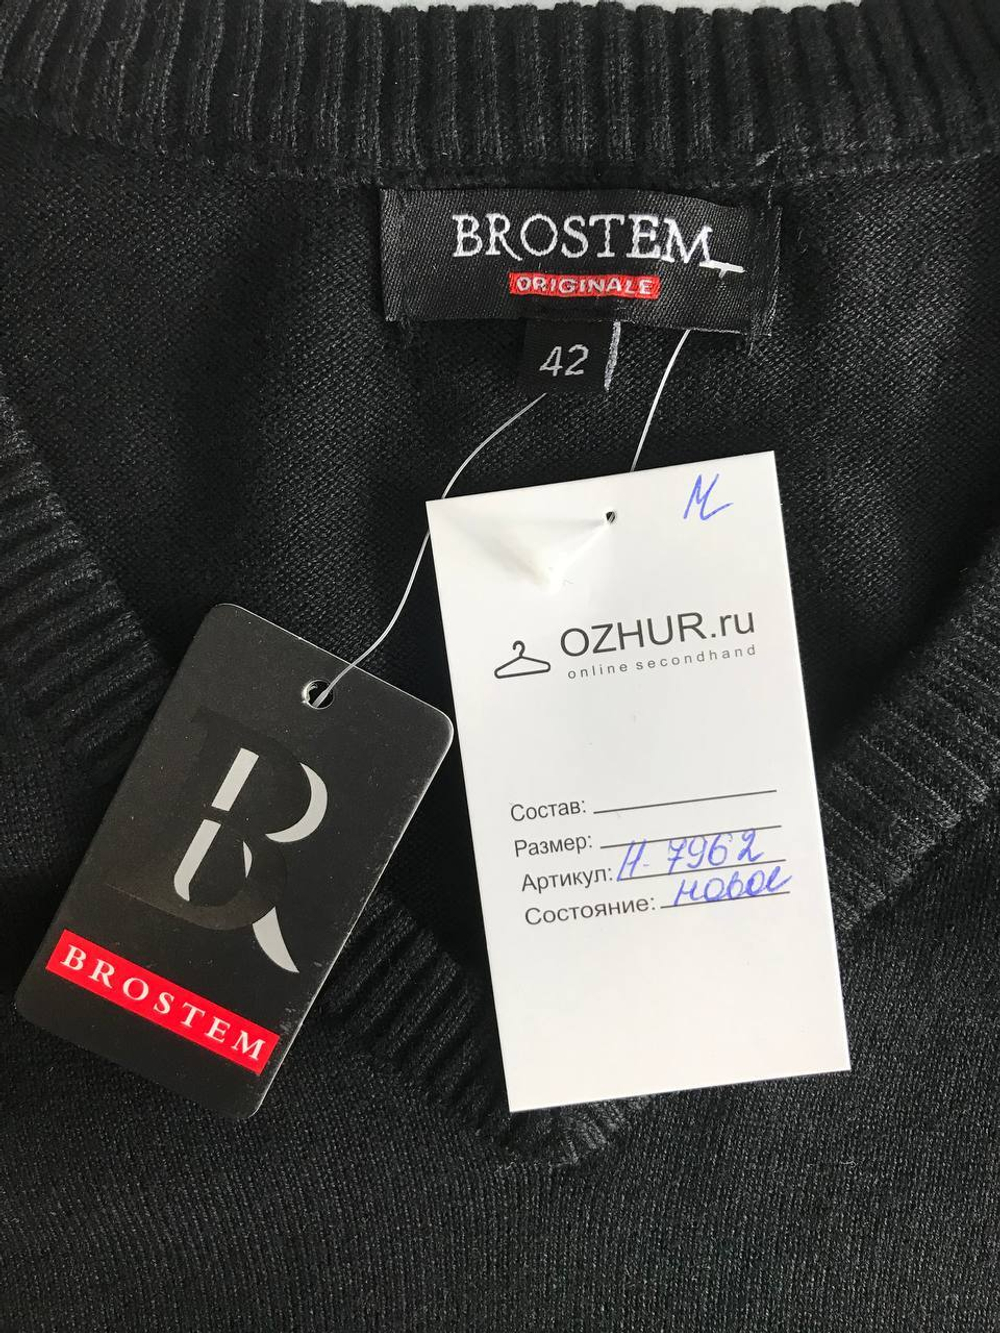 BROSTEM
ORIGINALE
42
M
OZHUR.ru
online secondhand
Состав:
Размер:
Артикул: Н-7962
Состояние: новое
BROSTEM